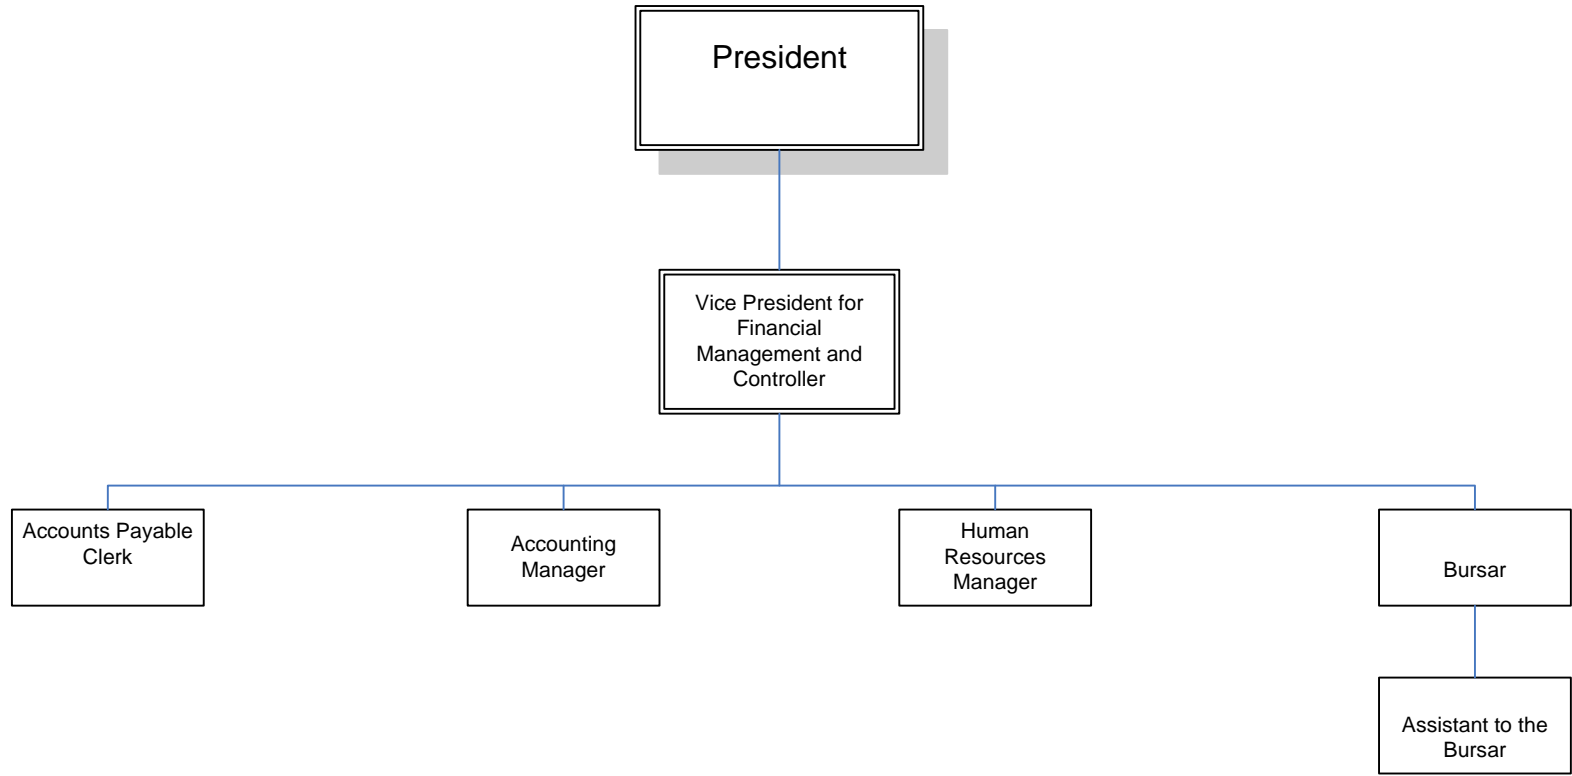 President
Vice President for
Financial
Management and
Controller
Accounts Payable
Clerk
Accounting
Manager
Human
Resources
Manager
Bursar
Assistant to the
Bursar